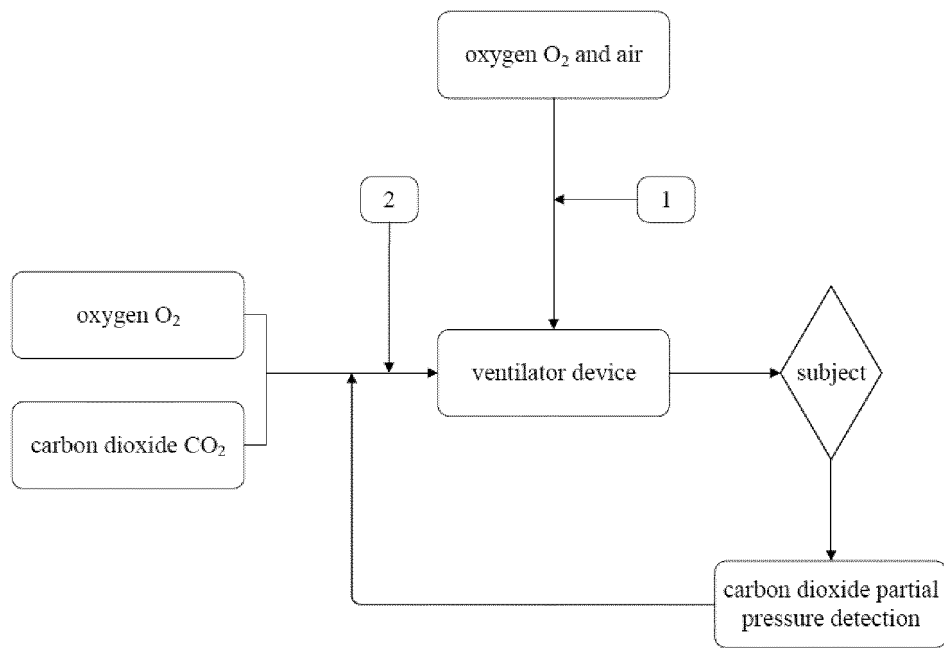 oxygen O₂ and air
2
1
oxygen O₂
ventilator device
subject
carbon dioxide CO₂
carbon dioxide partial
pressure detection